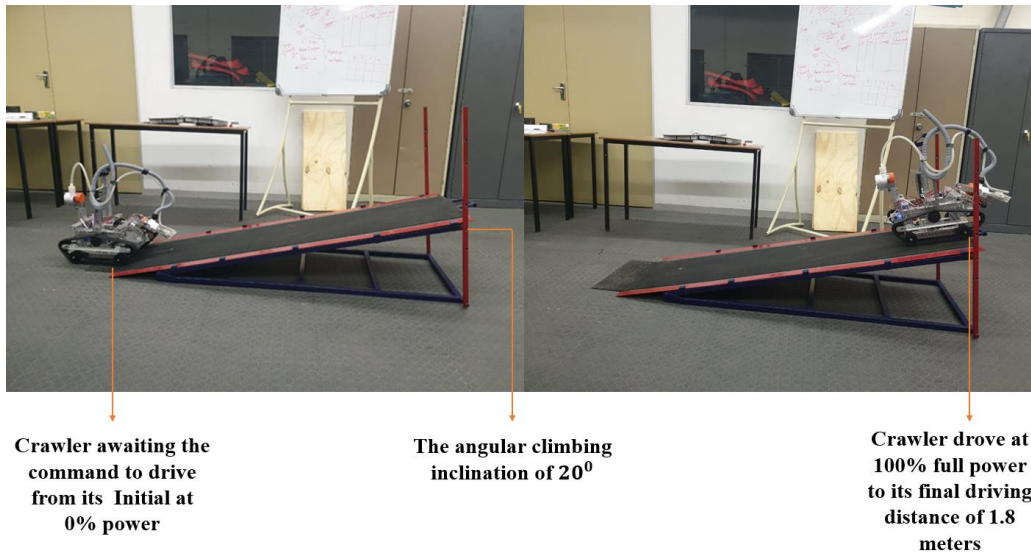 Crawler awaiting the
command to drive
from its Initial at
0% power
The angular climbing
inclination of 20⁰
Crawler drove at
100% full power
to its final driving
distance of 1.8
meters